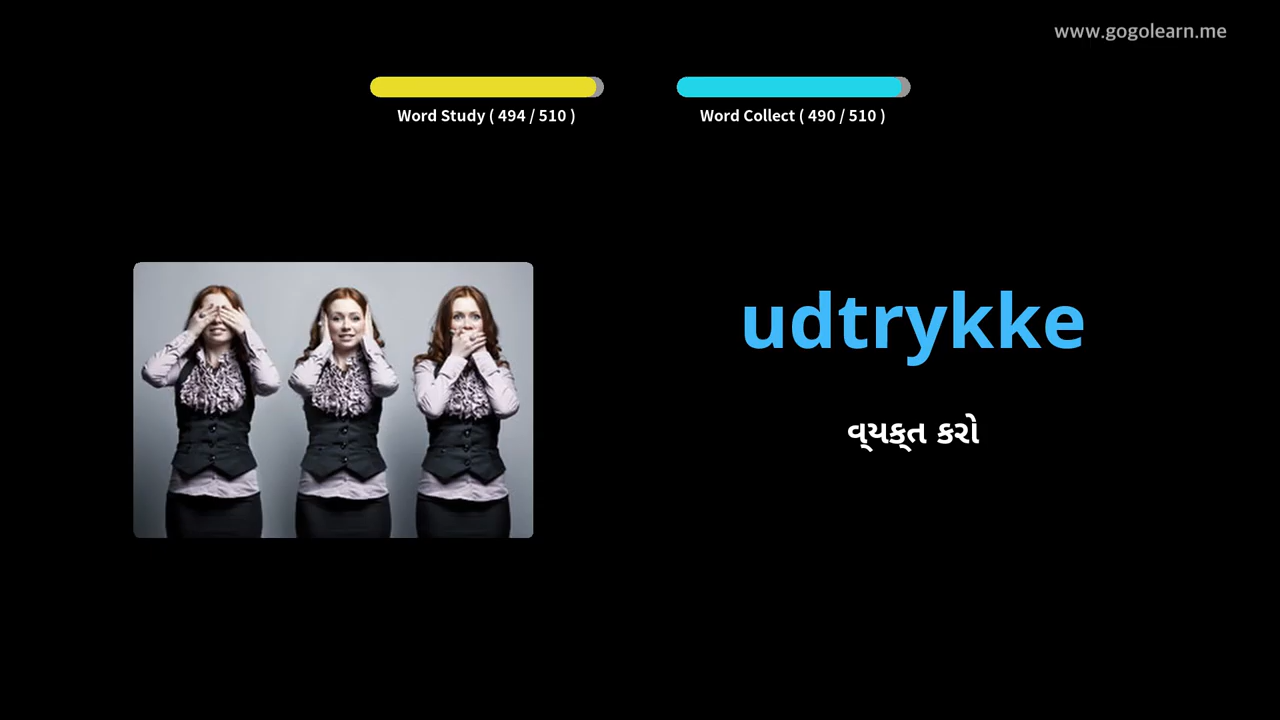 www.gogolearn.me
Word Study ( 494 / 510 )
Word Collect ( 490 / 510 )
udtrykke
વ્યક્ત કરો